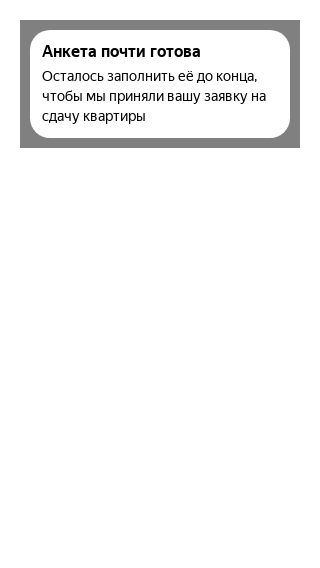 Анкета почти готова
Осталось заполнить её до конца,
чтобы мы приняли вашу заявку на
сдачу квартиры